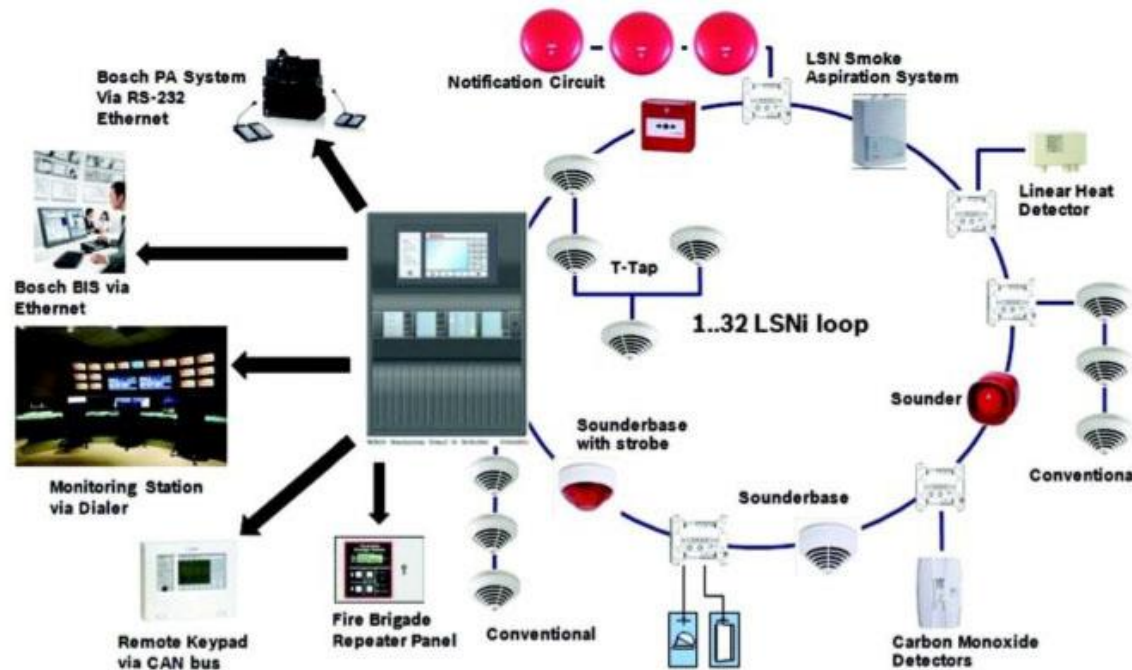 Bosch PA System
Via RS-232
Ethernet
Notification Circuit
LSN Smoke
Aspiration System
Linear Heat
Detector
Bosch BIS via
Ethernet
T-Tap
1..32 LSNi loop
Sounder
Sounderbase
with strobe
Monitoring Station
via Dialer
Sounderbase
Conventional
Remote Keypad
via CAN bus
Fire Brigade
Repeater Panel
Conventional
Carbon Monoxide
Detectors